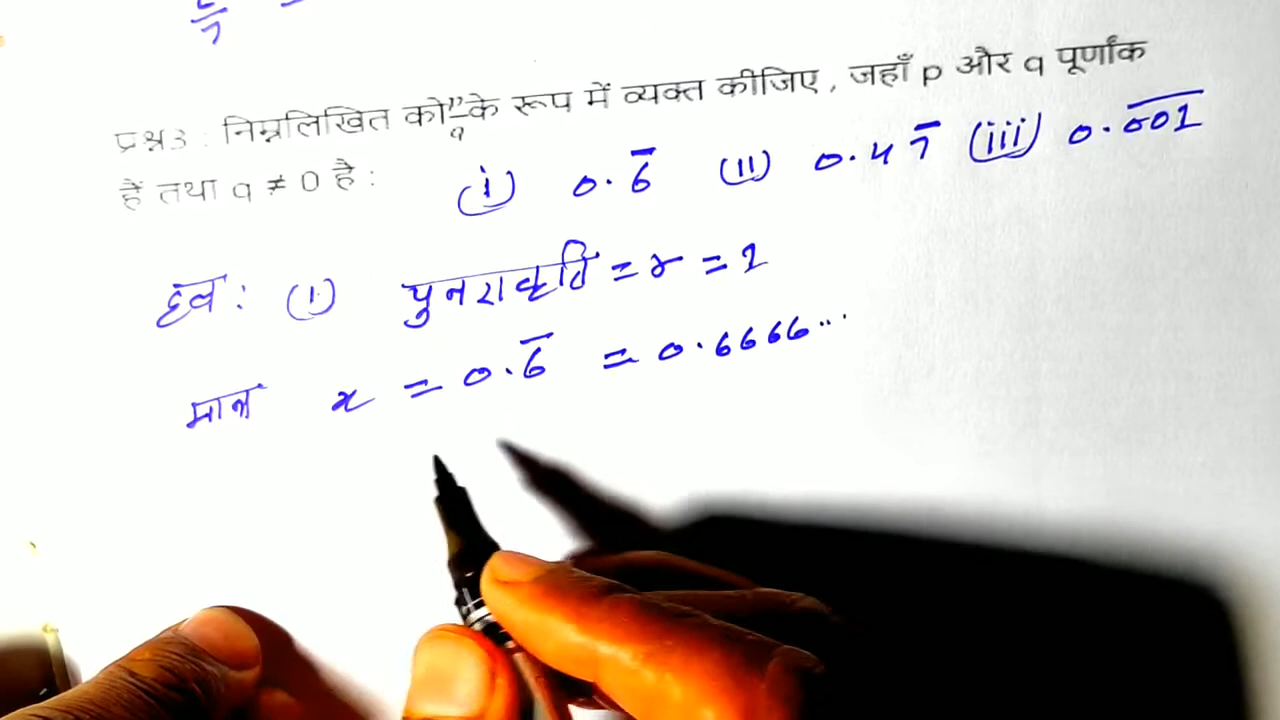 प्रश्न 3 : निम्नलिखित को p/q के रूप में व्यक्त कीजिए , जहाँ p और q पूर्णांक
हैं तथा q ≠ 0 है : (i) 0.6̅ (ii) 0.47̅ (iii) 0.0̅0̅1̅
हल : (i) पुनरावृत्ति = r = 1
माना x = 0.6̅ = 0.6666...